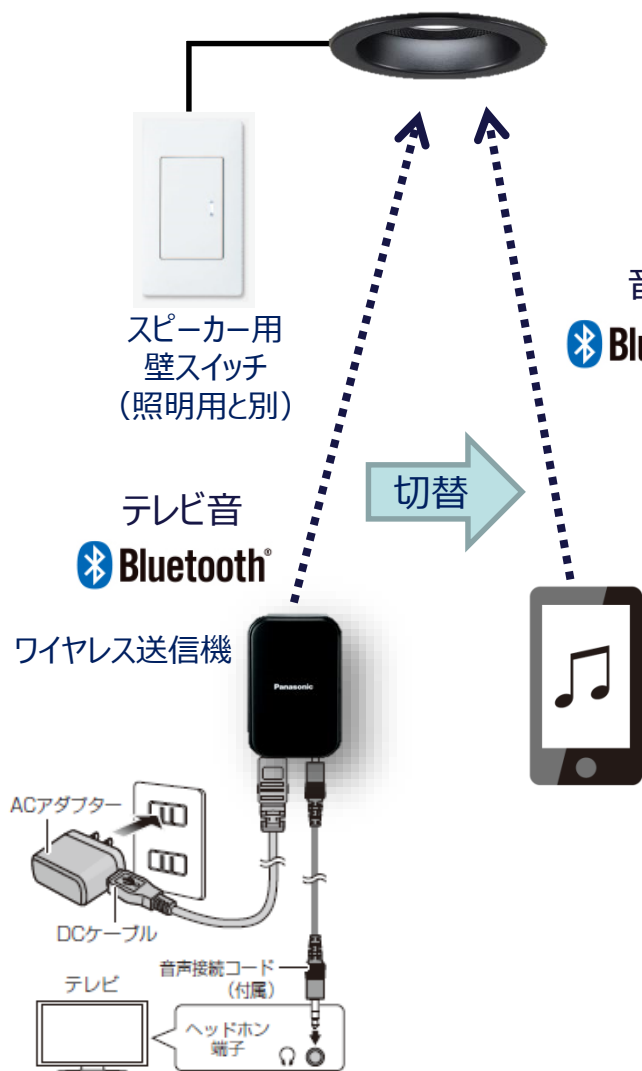 スピーカー用
壁スイッチ
（照明用と別）
音
Blu
切替
テレビ音
Bluetooth®
ワイヤレス送信機
Panasonic
ACアダプター
DCケーブル
音声接続コード
（付属）
テレビ
ヘッドホン
端子